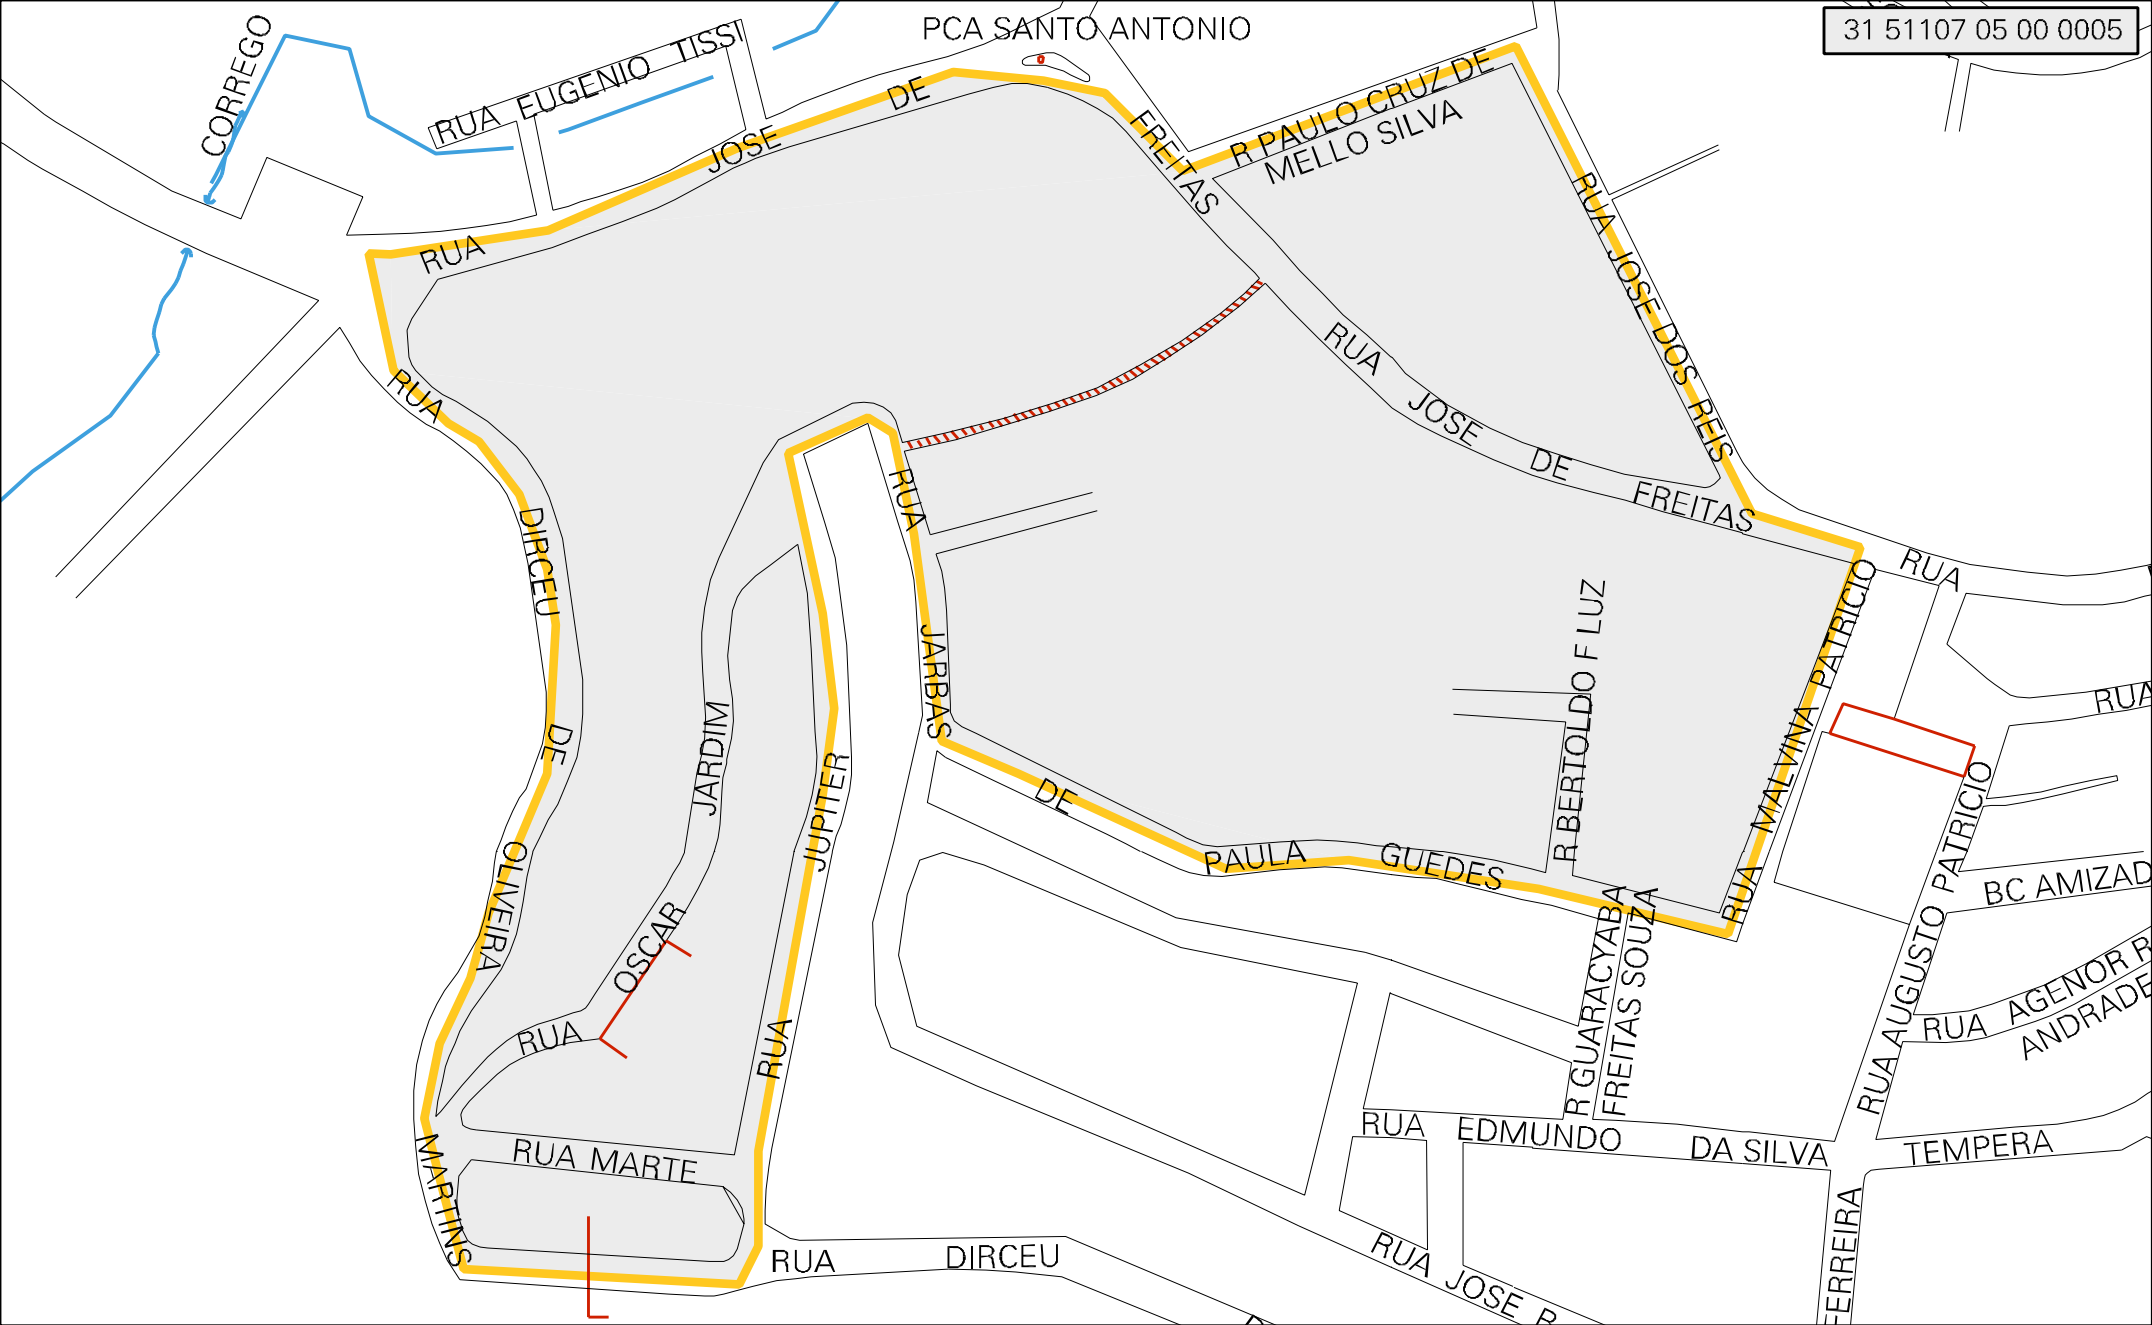 PCA SANTO ANTONIO
31 51107 05 00 0005
CORREGO
RUA EUGENIO TISSI
RUA JOSE DE FREITAS
R PAULO CRUZ DE
MELLO SILVA
RUA JOSE DOS REIS
RUA JOSE DE FREITAS
RUA DIRCEU DE OLIVEIRA MARTINS
RUA JARBAS DE PAULA GUEDES
RUA
RUA
R BERTOLDO F LUZ
RUA MALVINA PATRICIO
RUA OSCAR JARDIM
RUA JUPITER
RUA AUGUSTO PATRICIO
BC AMIZAD
R GUARACYABA
FREITAS SOUZA
RUA AGENOR R
ANDRADE
RUA MARTE
RUA EDMUNDO DA SILVA
TEMPERA
RUA DIRCEU
RUA JOSE R
FERREIRA